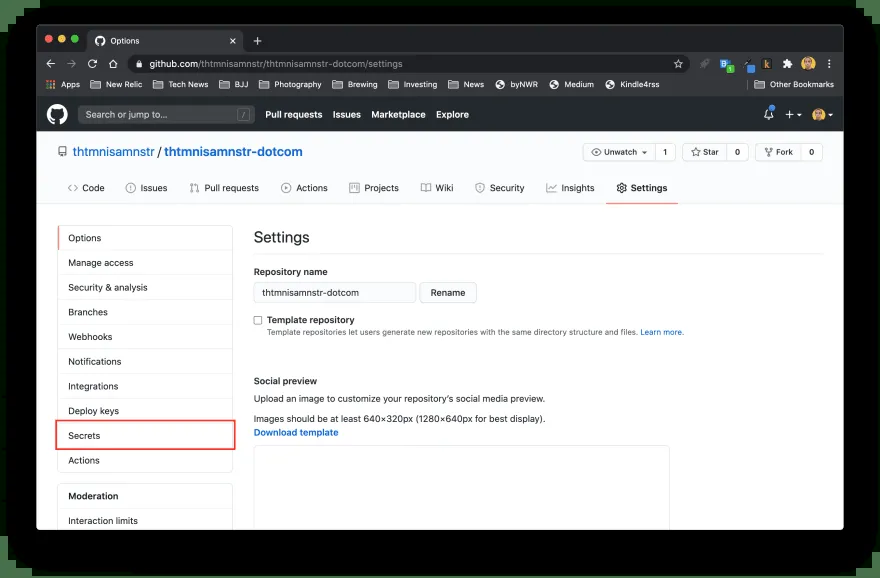 Options
github.com/thtmnisamnstr/thtmnisamnstr-dotcom/settings
Apps New Relic Tech News BJJ Photography Brewing Investing News byNWR Medium Kindle4rss Other Bookmarks
Search or jump to... / Pull requests Issues Marketplace Explore
thtmnisamnstr / thtmnisamnstr-dotcom Unwatch 1 Star 0 Fork 0
Code Issues Pull requests Actions Projects Wiki Security Insights Settings
Options
Manage access
Security & analysis
Branches
Webhooks
Notifications
Integrations
Deploy keys
Secrets
Actions
Moderation
Interaction limits
Settings
Repository name
thtmnisamnstr-dotcom Rename
Template repository
Template repositories let users generate new repositories with the same directory structure and files. Learn more.
Social preview
Upload an image to customize your repository's social media preview.
Images should be at least 640×320px (1280×640px for best display).
Download template